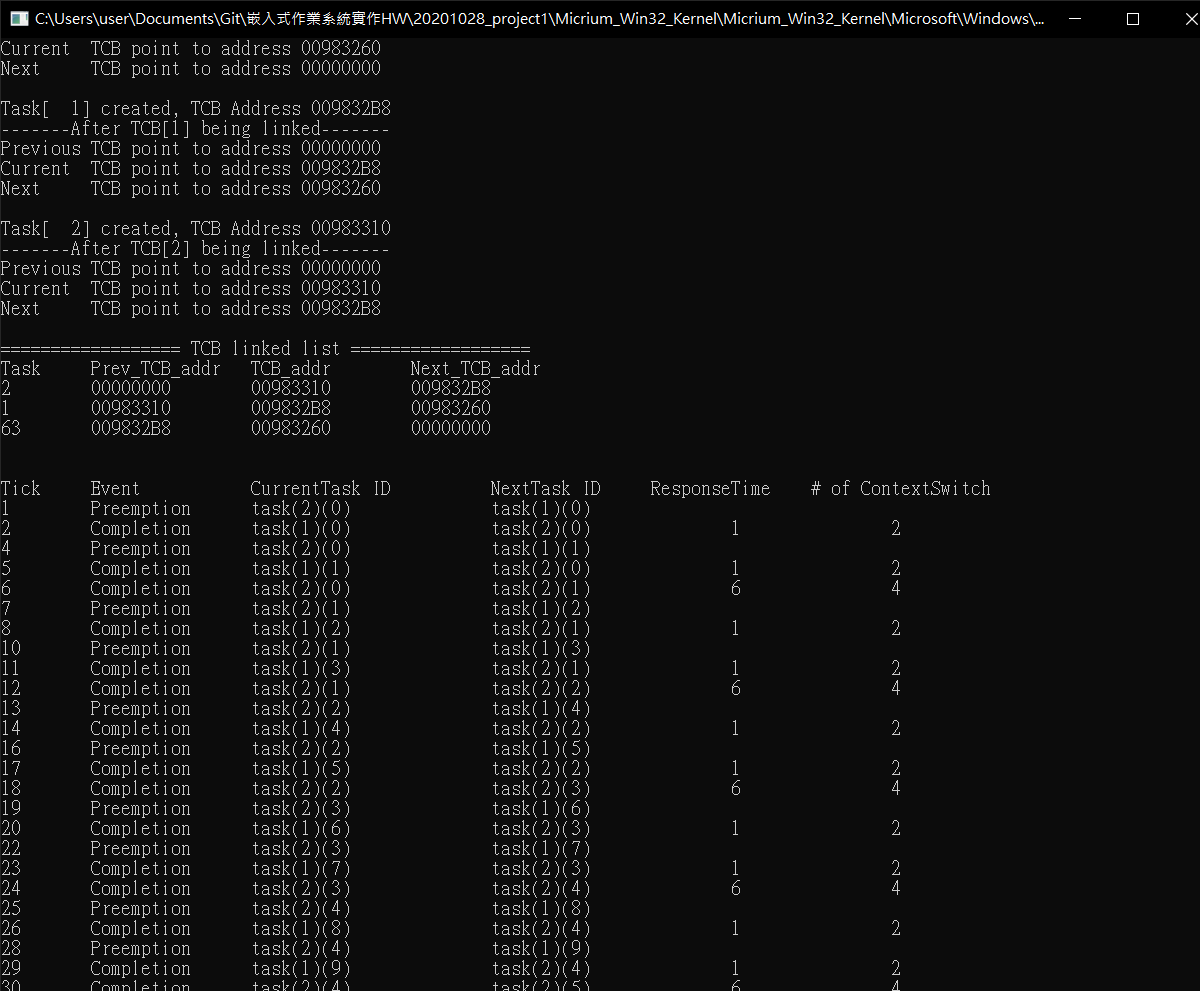 C:\Users\user\Documents\Git\嵌入式作業系統實作HW\20201028_project1\Micrium_Win32_Kernel\Micrium_Win32_Kernel\Microsoft\Windows\...
Current  TCB point to address 00983260
Next     TCB point to address 00000000
Task[  1] created, TCB Address 009832B8
-------After TCB[1] being linked-------
Previous TCB point to address 00000000
Current  TCB point to address 009832B8
Next     TCB point to address 00983260
Task[  2] created, TCB Address 00983310
-------After TCB[2] being linked-------
Previous TCB point to address 00000000
Current  TCB point to address 00983310
Next     TCB point to address 009832B8
================== TCB linked list ==================
Task     Prev_TCB_addr   TCB_addr        Next_TCB_addr
2        00000000        00983310        009832B8
1        00983310        009832B8        00983260
63       009832B8        00983260        00000000
Tick     Event           CurrentTask ID          NextTask ID     ResponseTime    # of ContextSwitch
1        Preemption      task(2)(0)              task(1)(0)
2        Completion      task(1)(0)              task(2)(0)              1               2
4        Preemption      task(2)(0)              task(1)(1)
5        Completion      task(1)(1)              task(2)(0)              1               2
6        Completion      task(2)(0)              task(2)(1)              6               4
7        Preemption      task(2)(1)              task(1)(2)
8        Completion      task(1)(2)              task(2)(1)              1               2
10       Preemption      task(2)(1)              task(1)(3)
11       Completion      task(1)(3)              task(2)(1)              1               2
12       Completion      task(2)(1)              task(2)(2)              6               4
13       Preemption      task(2)(2)              task(1)(4)
14       Completion      task(1)(4)              task(2)(2)              1               2
16       Preemption      task(2)(2)              task(1)(5)
17       Completion      task(1)(5)              task(2)(2)              1               2
18       Completion      task(2)(2)              task(2)(3)              6               4
19       Preemption      task(2)(3)              task(1)(6)
20       Completion      task(1)(6)              task(2)(3)              1               2
22       Preemption      task(2)(3)              task(1)(7)
23       Completion      task(1)(7)              task(2)(3)              1               2
24       Completion      task(2)(3)              task(2)(4)              6               4
25       Preemption      task(2)(4)              task(1)(8)
26       Completion      task(1)(8)              task(2)(4)              1               2
28       Preemption      task(2)(4)              task(1)(9)
29       Completion      task(1)(9)              task(2)(4)              1               2
30       Completion      task(2)(4)              task(2)(5)              6               4